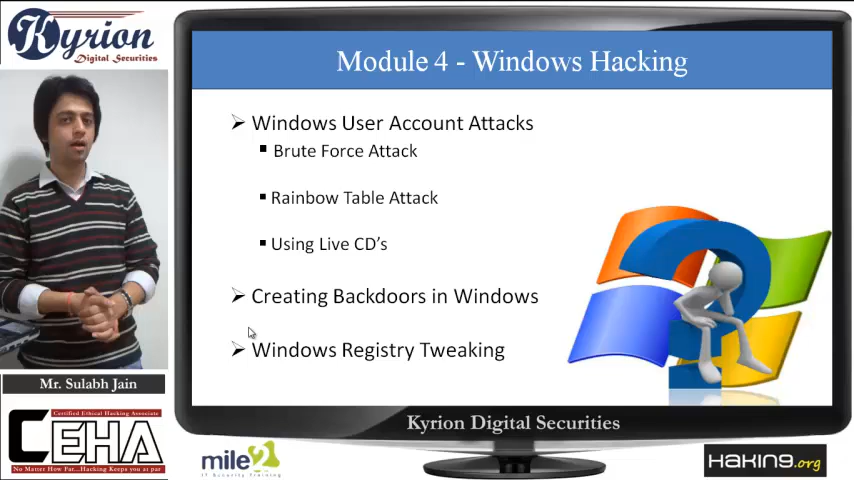 Kyrion
Digital Securities
Module 4 - Windows Hacking
Windows User Account Attacks
Brute Force Attack
Rainbow Table Attack
Using Live CD's
Creating Backdoors in Windows
Windows Registry Tweaking
Mr. Sulabh Jain
Kyrion Digital Securities
Certified Ethical Hacking Associate
CEHA
No Matter How Far...Hacking Keeps you at par
mile2
IT Security Training
HAKIN9.org